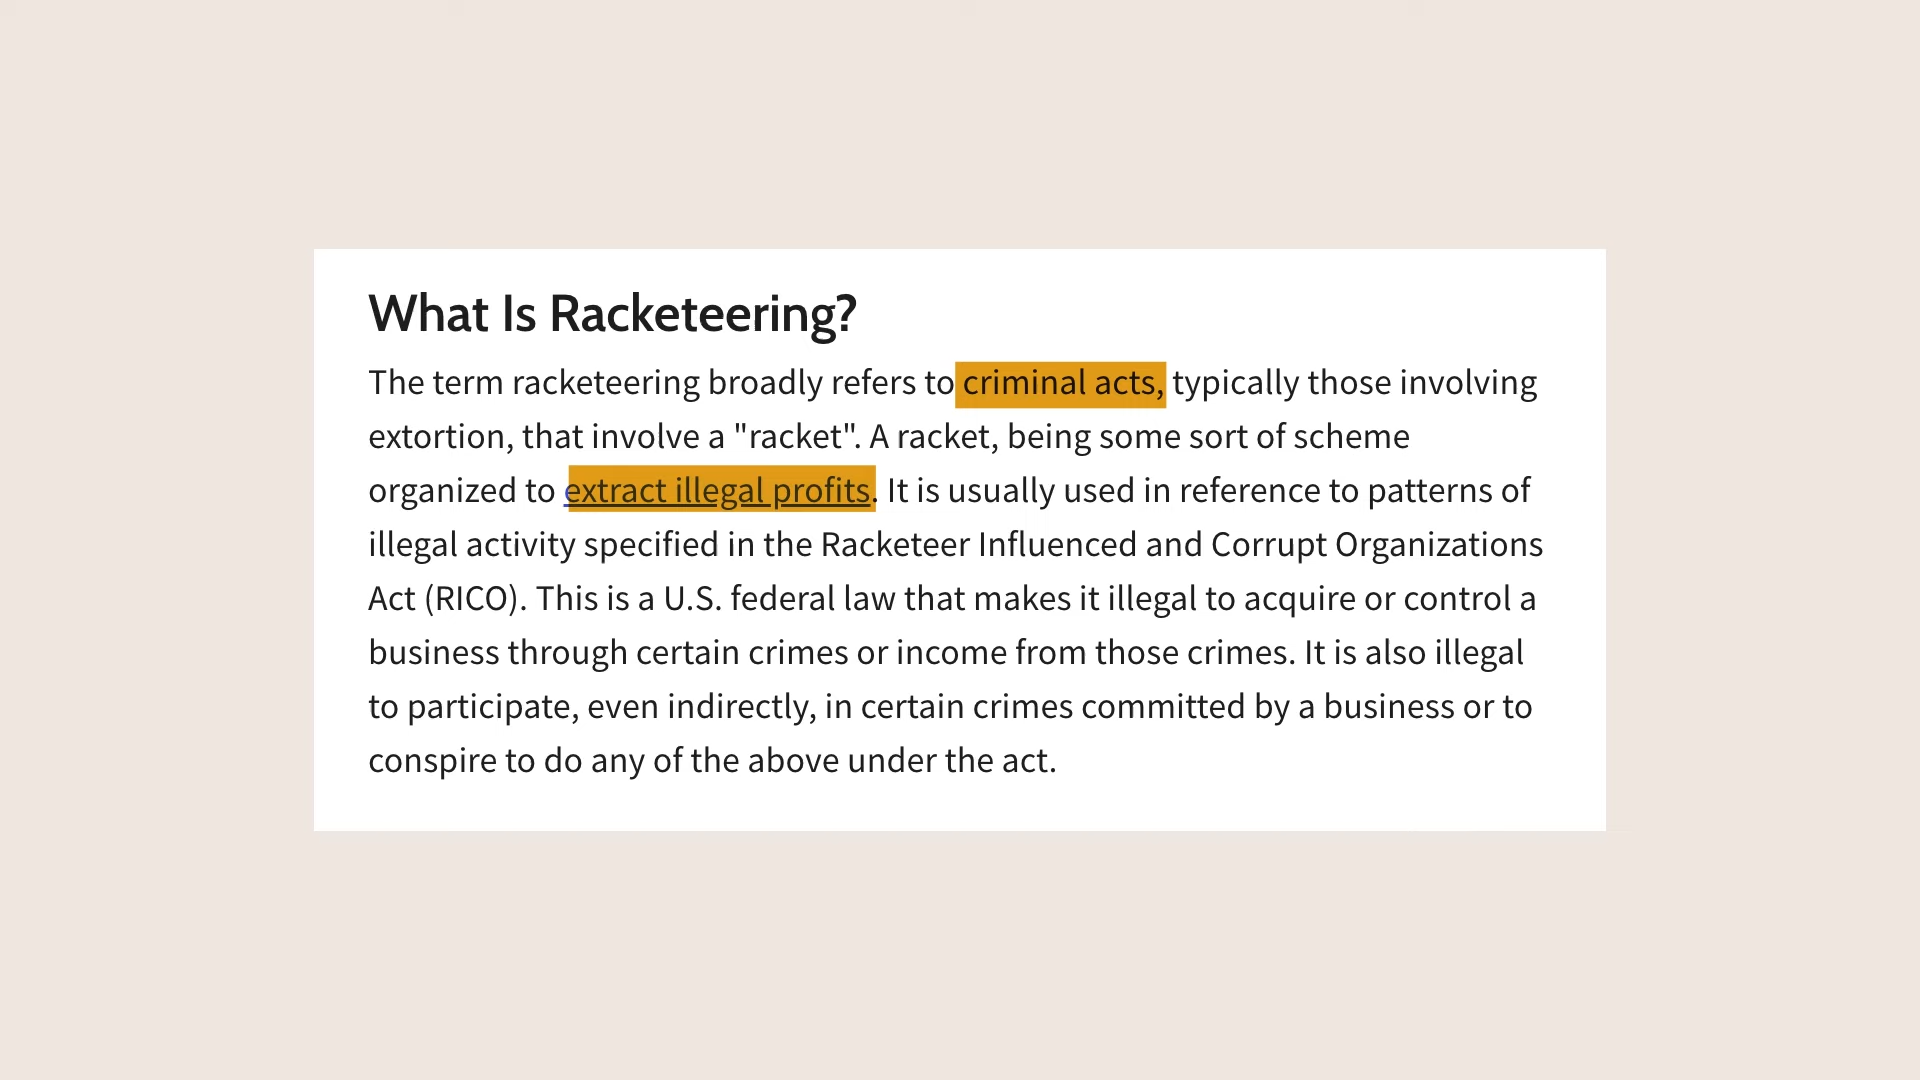 What Is Racketeering?
The term racketeering broadly refers to criminal acts, typically those involving
extortion, that involve a "racket". A racket, being some sort of scheme
organized to extract illegal profits. It is usually used in reference to patterns of
illegal activity specified in the Racketeer Influenced and Corrupt Organizations
Act (RICO). This is a U.S. federal law that makes it illegal to acquire or control a
business through certain crimes or income from those crimes. It is also illegal
to participate, even indirectly, in certain crimes committed by a business or to
conspire to do any of the above under the act.